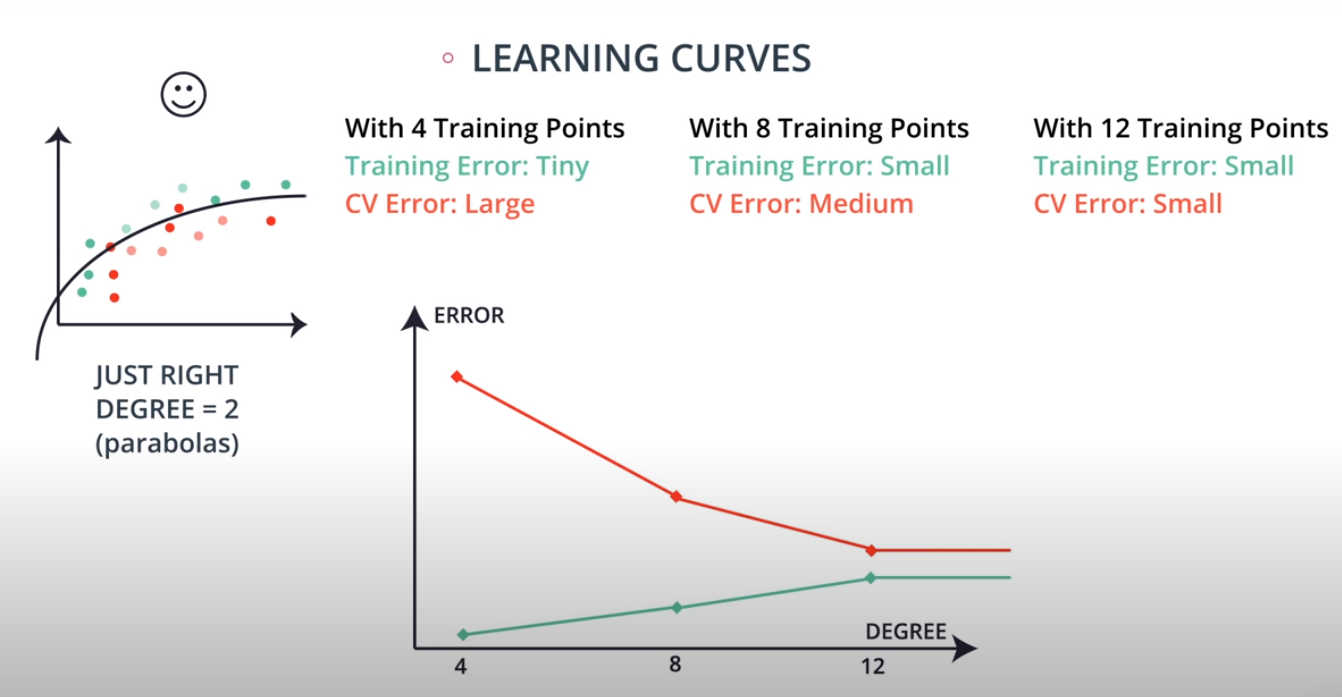 LEARNING CURVES
With 4 Training Points
Training Error: Tiny
CV Error: Large
With 8 Training Points
Training Error: Small
CV Error: Medium
With 12 Training Points
Training Error: Small
CV Error: Small
JUST RIGHT
DEGREE = 2
(parabolas)
ERROR
DEGREE
4
8
12